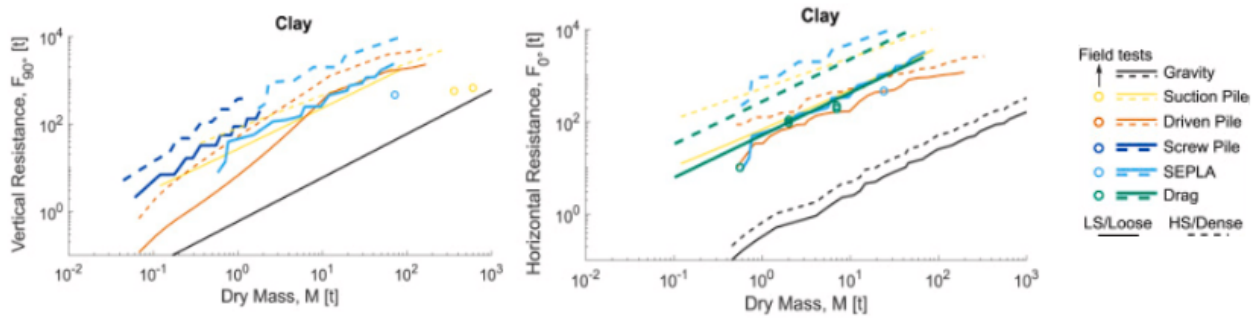 Clay
Vertical Resistance, F90° [t]
10^4
10^2
10^0
10^-2 10^-1 10^0 10^1 10^2 10^3
Dry Mass, M [t]
Clay
Horizontal Resistance, F0° [t]
10^4
10^2
10^0
10^-2 10^-1 10^0 10^1 10^2 10^3
Dry Mass, M [t]
Field tests
Gravity
Suction Pile
Driven Pile
Screw Pile
SEPLA
Drag
LS/Loose HS/Dense